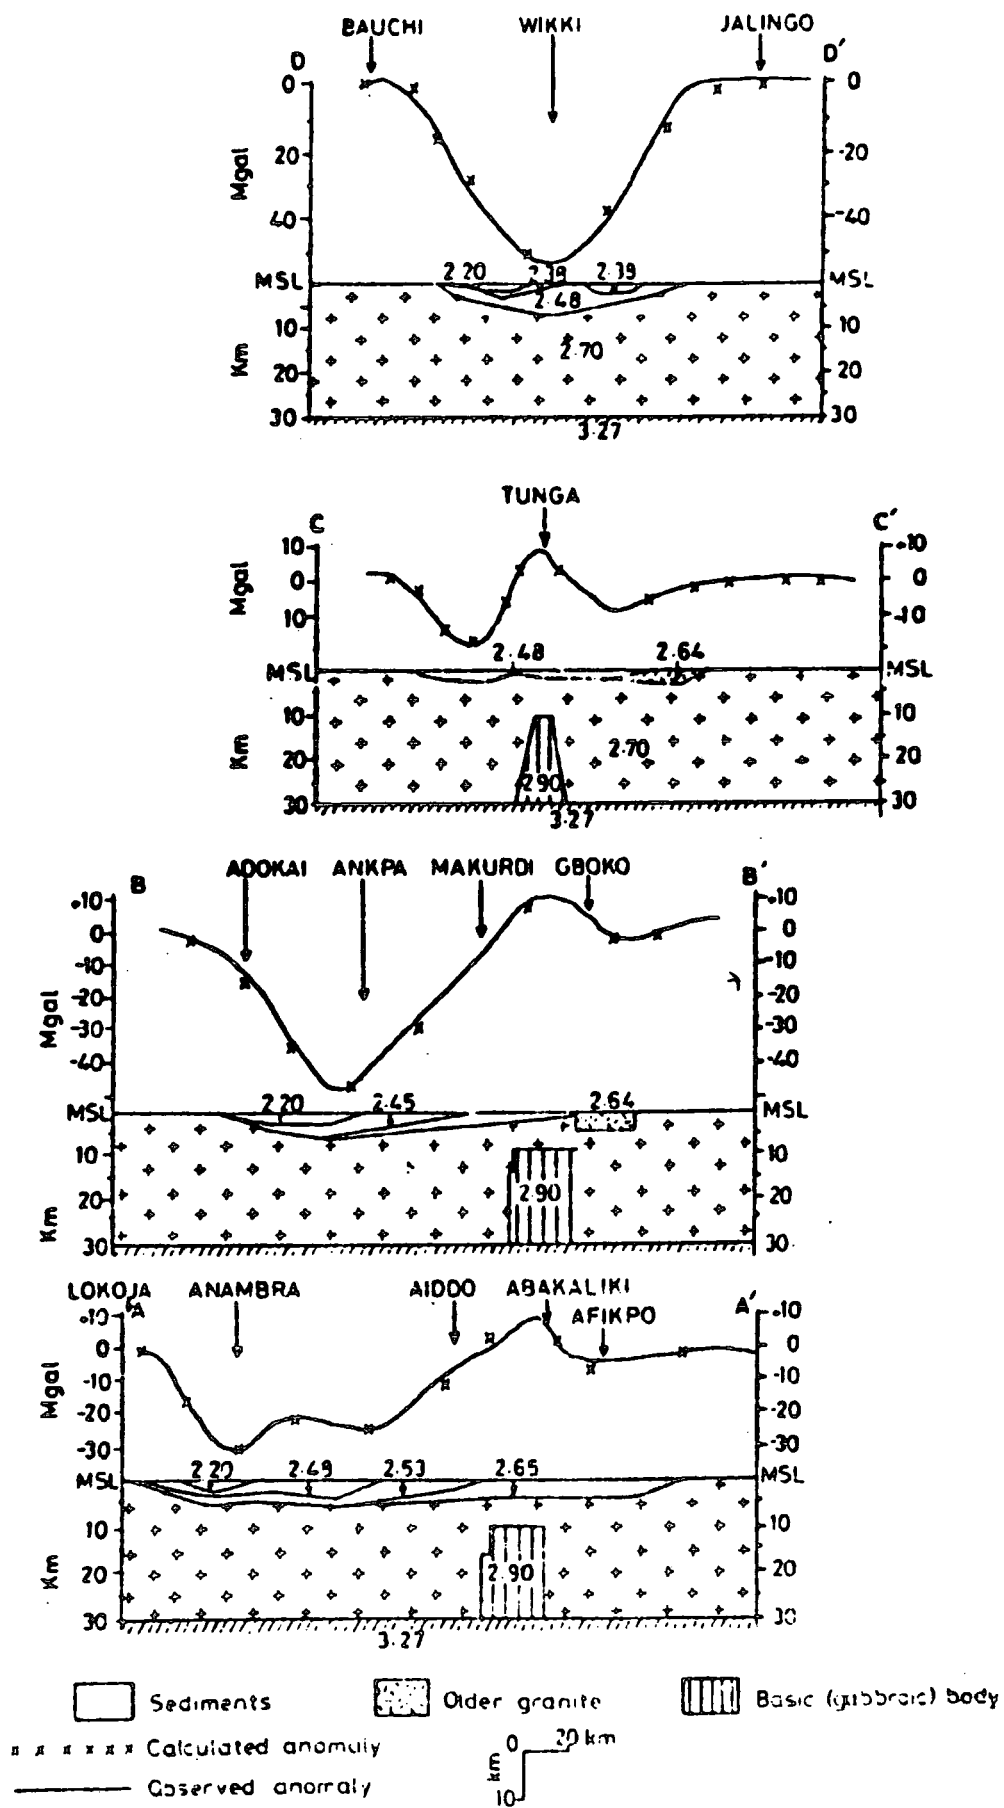 BAUCHI WIKKI JALINGO
D D′
0 0
Mgal
20 -20
40 -40
MSL 2.20 2.39 2.39 MSL
2.48
10 10
Km 2.70
20 20
30 30
3.27
TUNGA
C C′
10 +10
Mgal 0 0
10 -10
2.48 2.64
MSL MSL
10 10
Km 2.70
20 20
2.90
30 30
3.27
ADOKAI ANKPA MAKURDI GBOKO
B B′
+10 +10
0 0
-10 -10
Mgal
-20 -20
-30 -30
-40 -40
MSL 2.20 2.45 2.64 MSL
10 10
2.90
20 20
Km
30 30
LOKOJA ANAMBRA AIDDO ABAKALIKI
A AFIKPO A′
+10 +10
0 0
Mgal
-10 -10
-20 -20
-30 -30
MSL 2.20 2.49 2.53 2.65 MSL
10 10
Km 20 2.90 20
30 30
3.27
Sediments Older granite Basic (gabbroic) body
Calculated anomaly 0 20 km
km
Observed anomaly 10